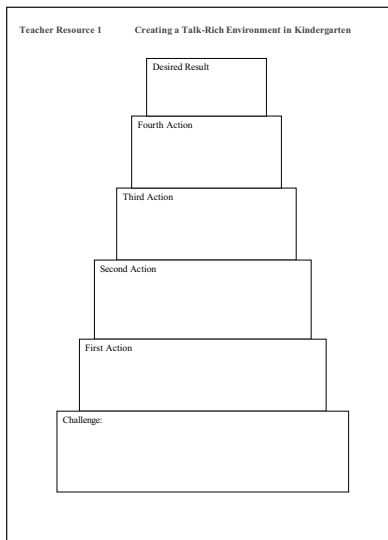 Teacher Resource 1 Creating a Talk-Rich Environment in Kindergarten
Desired Result
Fourth Action
Third Action
Second Action
First Action
Challenge: